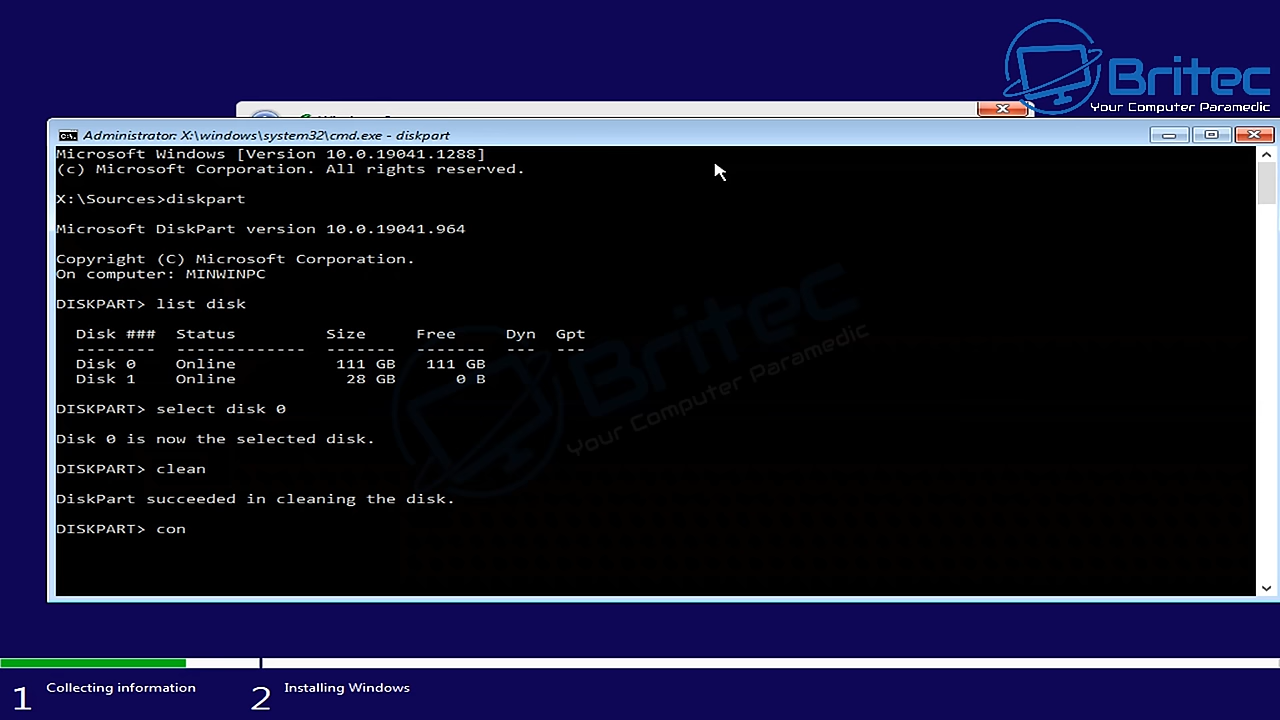 Britec
Your Computer Paramedic
Administrator: X:\windows\system32\cmd.exe - diskpart
Microsoft Windows [Version 10.0.19041.1288]
(c) Microsoft Corporation. All rights reserved.
X:\Sources>diskpart
Microsoft DiskPart version 10.0.19041.964
Copyright (C) Microsoft Corporation.
On computer: MINWINPC
DISKPART> list disk
Disk ### Status Size Free Dyn Gpt
-------- ------------- ------- ------- --- ---
Disk 0 Online 111 GB 111 GB
Disk 1 Online 28 GB 0 B
DISKPART> select disk 0
Disk 0 is now the selected disk.
DISKPART> clean
DiskPart succeeded in cleaning the disk.
DISKPART> con
Britec
Your Computer Paramedic
1 Collecting information 2 Installing Windows